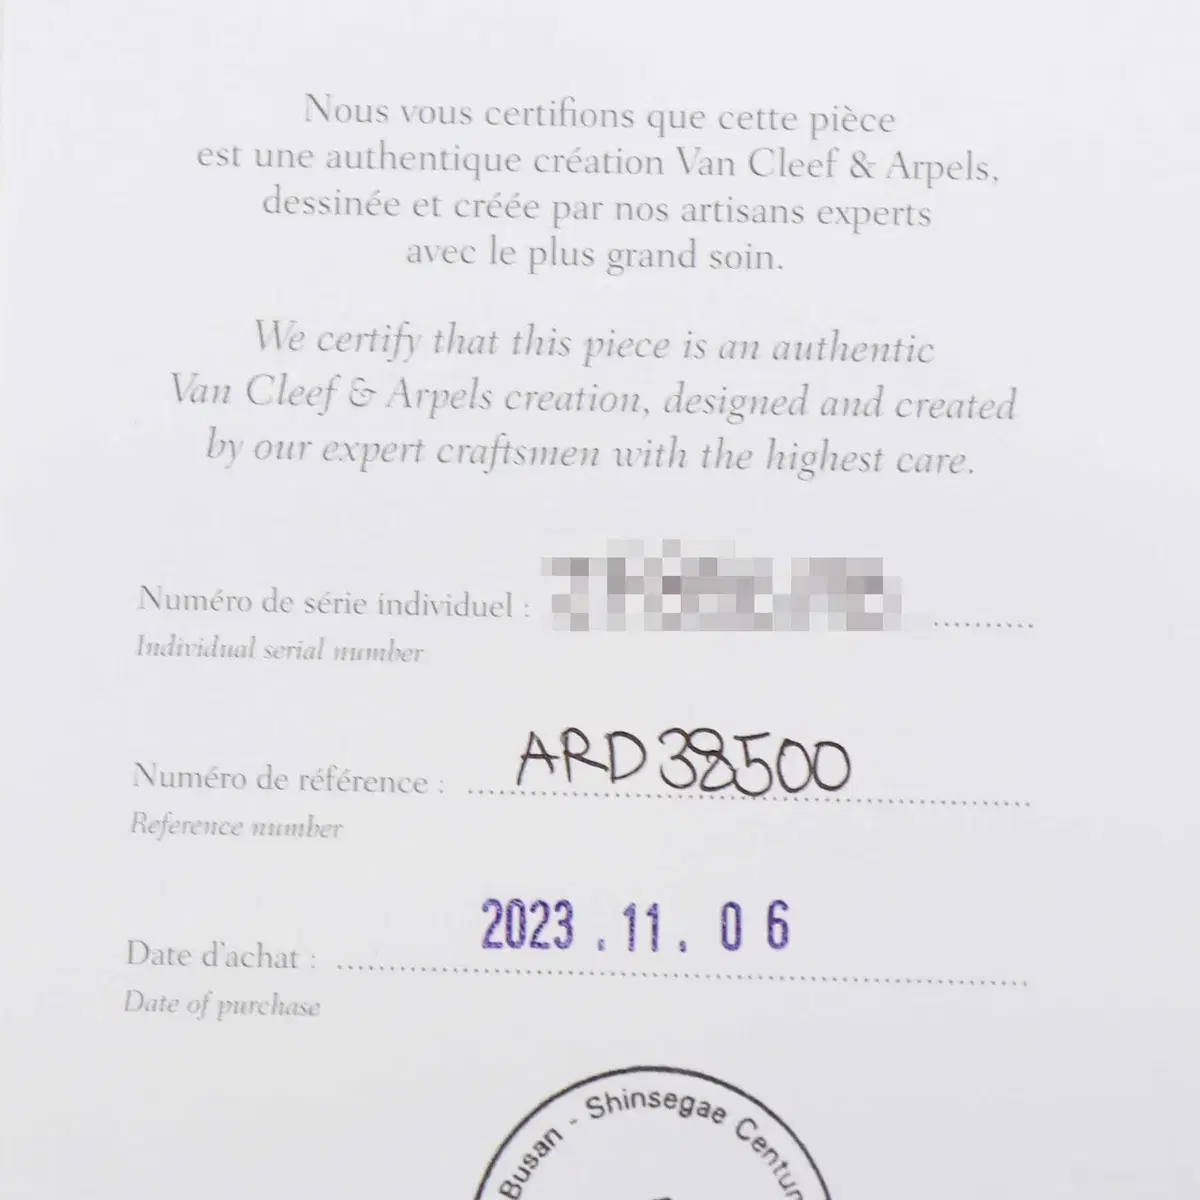 Nous vous certifions que cette pièce
est une authentique création Van Cleef & Arpels,
dessinée et créée par nos artisans experts
avec le plus grand soin.
We certify that this piece is an authentic
Van Cleef & Arpels creation, designed and created
by our expert craftsmen with the highest care.
Numéro de série individuel :
Individual serial number
Numéro de référence : ARD38500
Reference number
Date d'achat : 2023.11.06
Date of purchase
Busan - Shinsegae Centum